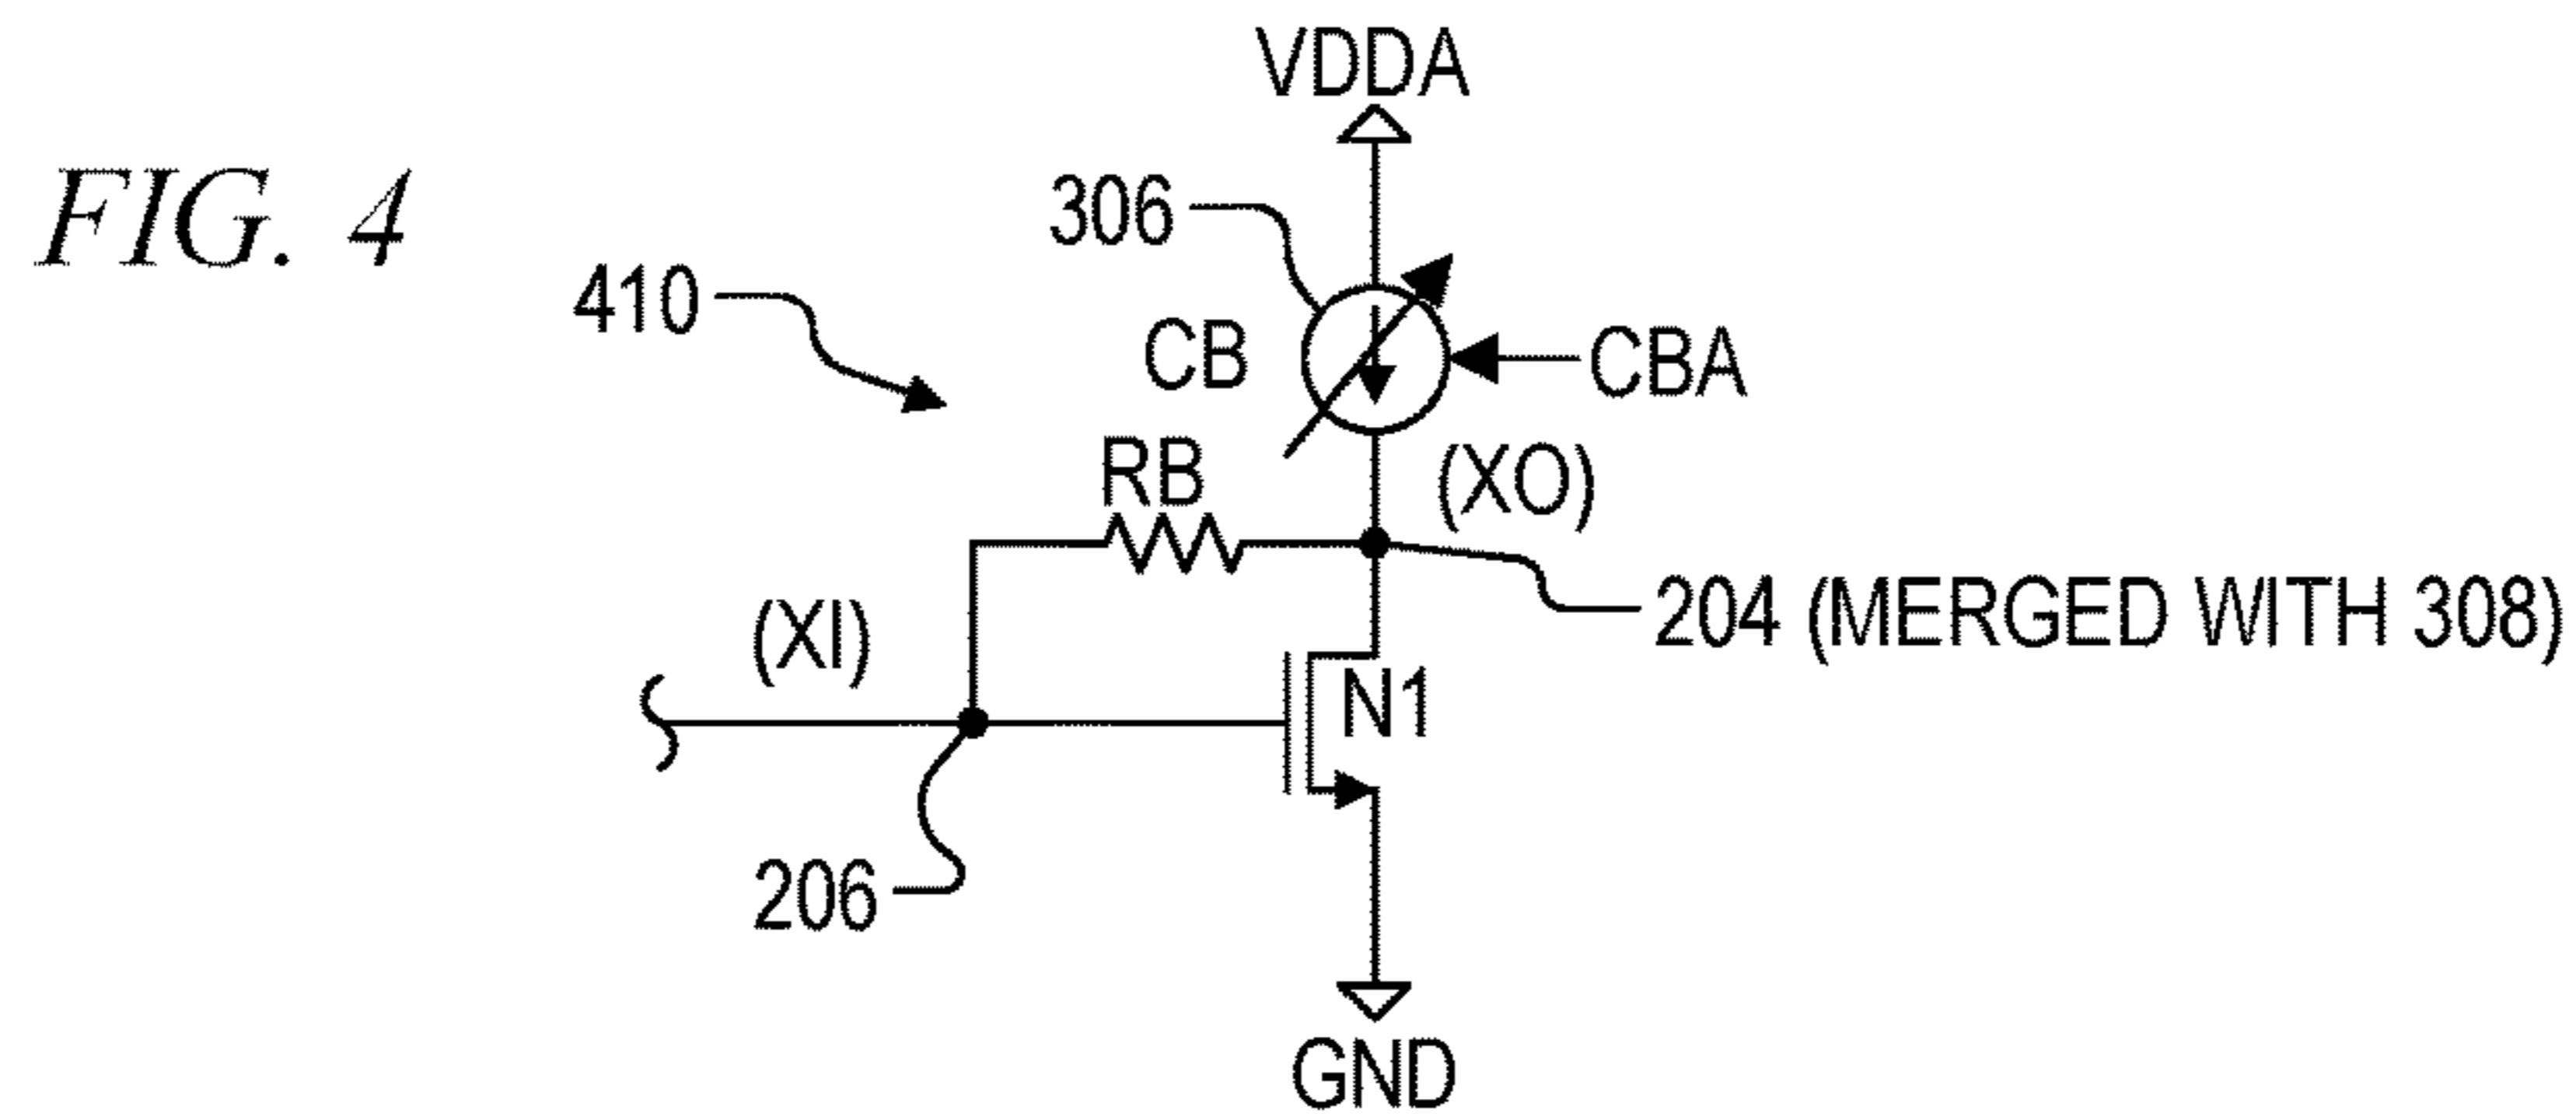 VDDA
FIG. 4
306
410
CB
CBA
RB
(XO)
204 (MERGED WITH 308)
(XI)
N1
206
GND